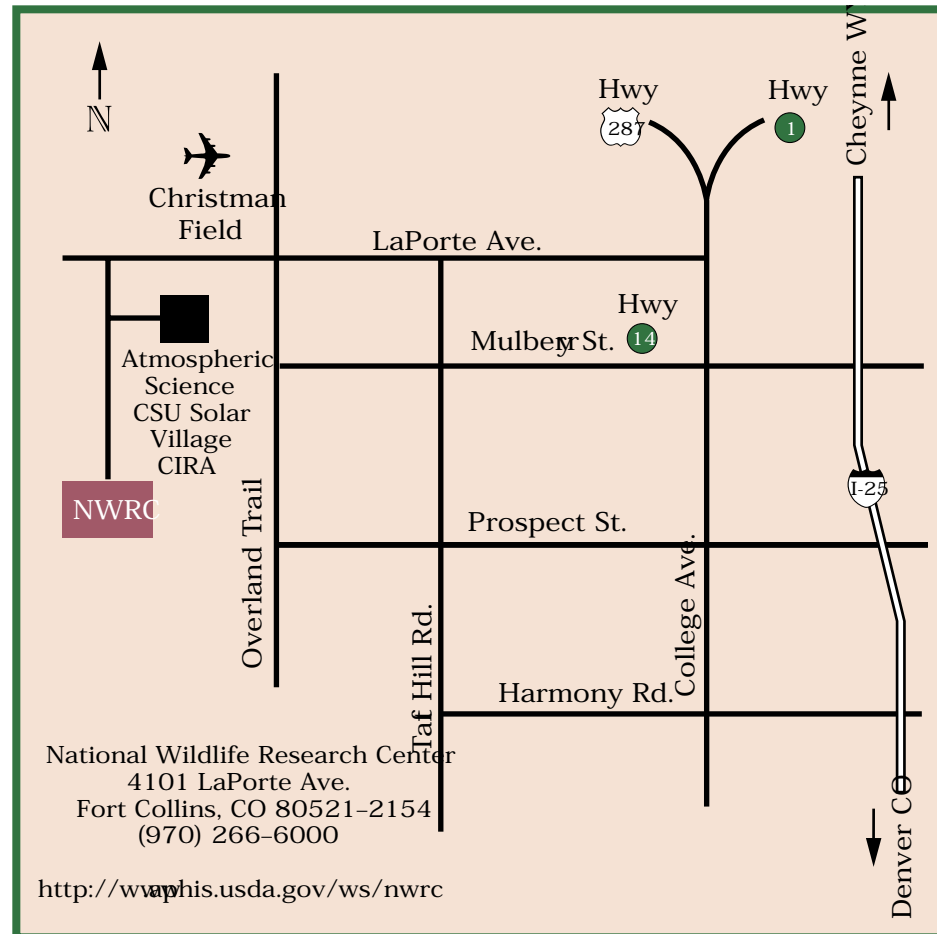 N
Hwy
287
Hwy
1
Cheynne WY
Christman
Field
LaPorte Ave.
Hwy
14
Mulberry St.
Atmospheric
Science
CSU Solar
Village
CIRA
NWRC
I-25
Overland Trail
Prospect St.
College Ave.
Taft Hill Rd.
Harmony Rd.
National Wildlife Research Center
4101 LaPorte Ave.
Fort Collins, CO 80521–2154
(970) 266–6000
http://www.aphis.usda.gov/ws/nwrc
Denver CO